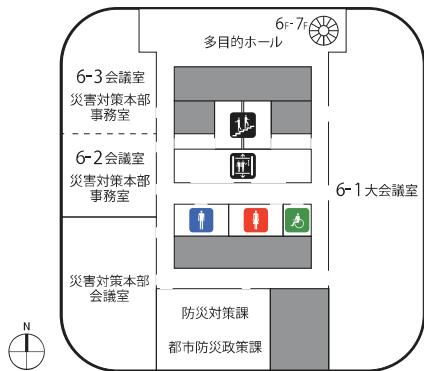 6F-7F
多目的ホール
6-3会議室
災害対策本部
事務室
6-2会議室
災害対策本部
事務室
6-1大会議室
災害対策本部
会議室
防災対策課
都市防災政策課
N